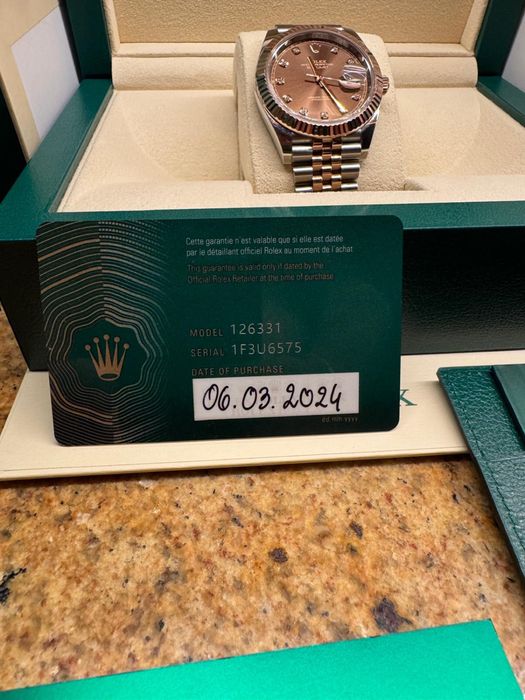 Cette garantie n'est valable que si elle est datée
par le détaillant officiel Rolex au moment de l'achat
This guarantee is valid only if dated by the
Official Rolex Retailer at the time of purchase
MODEL 126331
SERIAL 1F3U6575
DATE OF PURCHASE
06.03.2024
dd.mm.yyyy